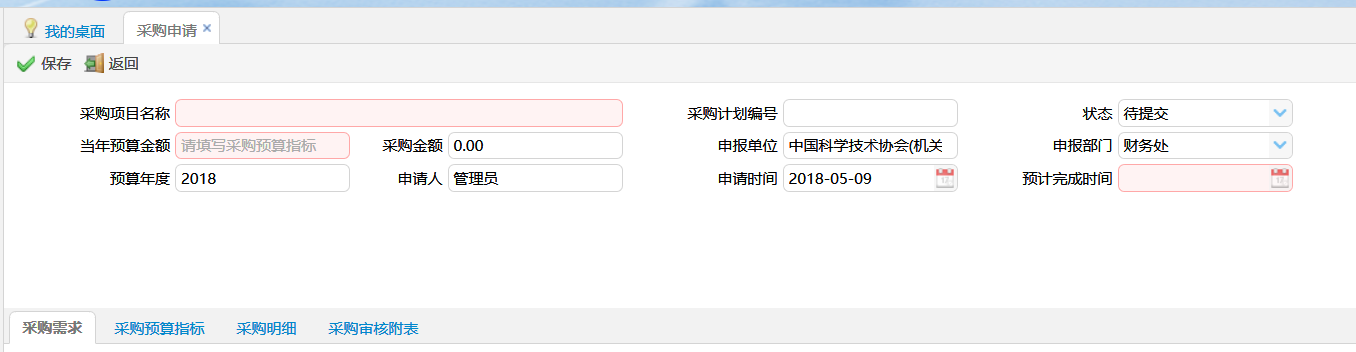 我的桌面 采购申请
保存 返回
采购项目名称 采购计划编号 状态 待提交
当年预算金额 请填写采购预算指标 采购金额 0.00 申报单位 中国科学技术协会(机关 申报部门 财务处
预算年度 2018 申请人 管理员 申请时间 2018-05-09 预计完成时间
采购需求 采购预算指标 采购明细 采购审核附表